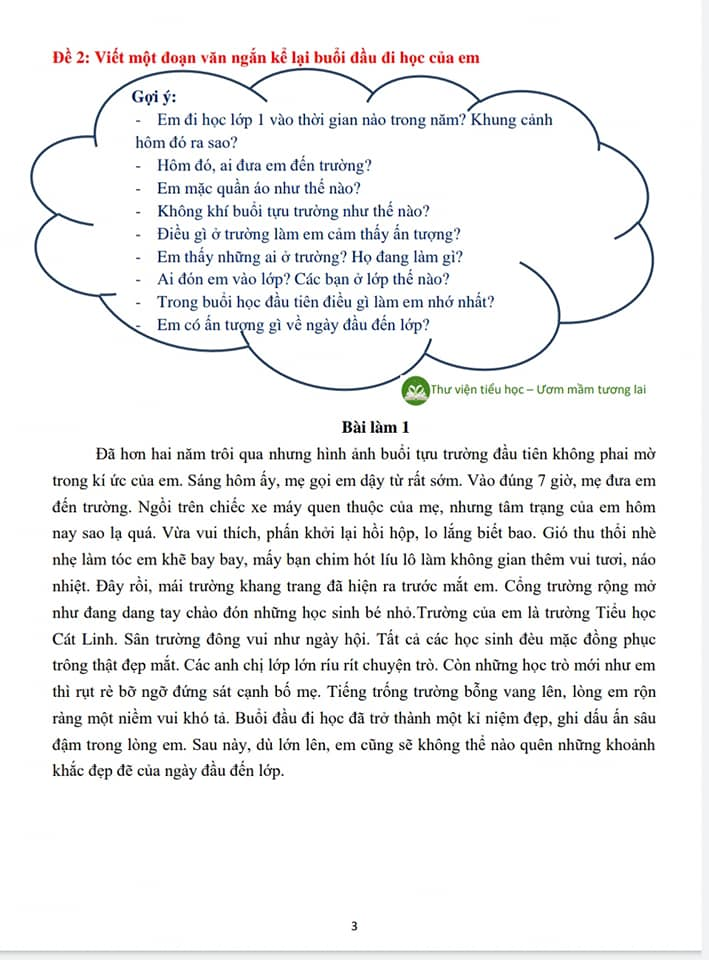 Đề 2: Viết một đoạn văn ngắn kể lại buổi đầu đi học của em
Gợi ý:
- Em đi học lớp 1 vào thời gian nào trong năm? Khung cảnh
hôm đó ra sao?
- Hôm đó, ai đưa em đến trường?
- Em mặc quần áo như thế nào?
- Không khí buổi tựu trường như thế nào?
- Điều gì ở trường làm em cảm thấy ấn tượng?
- Em thấy những ai ở trường? Họ đang làm gì?
- Ai đón em vào lớp? Các bạn ở lớp thế nào?
- Trong buổi học đầu tiên điều gì làm em nhớ nhất?
- Em có ấn tượng gì về ngày đầu đến lớp?
Thư viện tiểu học – Ươm mầm tương lai
Bài làm 1
Đã hơn hai năm trôi qua nhưng hình ảnh buổi tựu trường đầu tiên không phai mờ
trong kí ức của em. Sáng hôm ấy, mẹ gọi em dậy từ rất sớm. Vào đúng 7 giờ, mẹ đưa em
đến trường. Ngồi trên chiếc xe máy quen thuộc của mẹ, nhưng tâm trạng của em hôm
nay sao lạ quá. Vừa vui thích, phấn khởi lại hồi hộp, lo lắng biết bao. Gió thu thổi nhè
nhẹ làm tóc em khẽ bay bay, mấy bạn chim hót líu lô làm không gian thêm vui tươi, náo
nhiệt. Đây rồi, mái trường khang trang đã hiện ra trước mắt em. Cổng trường rộng mở
như đang dang tay chào đón những học sinh bé nhỏ.Trường của em là trường Tiểu học
Cát Linh. Sân trường đông vui như ngày hội. Tất cả các học sinh đèu mặc đồng phục
trông thật đẹp mắt. Các anh chị lớp lớn ríu rít chuyện trò. Còn những học trò mới như em
thì rụt rè bỡ ngỡ đứng sát cạnh bố mẹ. Tiếng trống trường bỗng vang lên, lòng em rộn
ràng một niềm vui khó tả. Buổi đầu đi học đã trở thành một kỉ niệm đẹp, ghi dấu ấn sâu
đậm trong lòng em. Sau này, dù lớn lên, em cũng sẽ không thể nào quên những khoảnh
khắc đẹp đẽ của ngày đầu đến lớp.
3